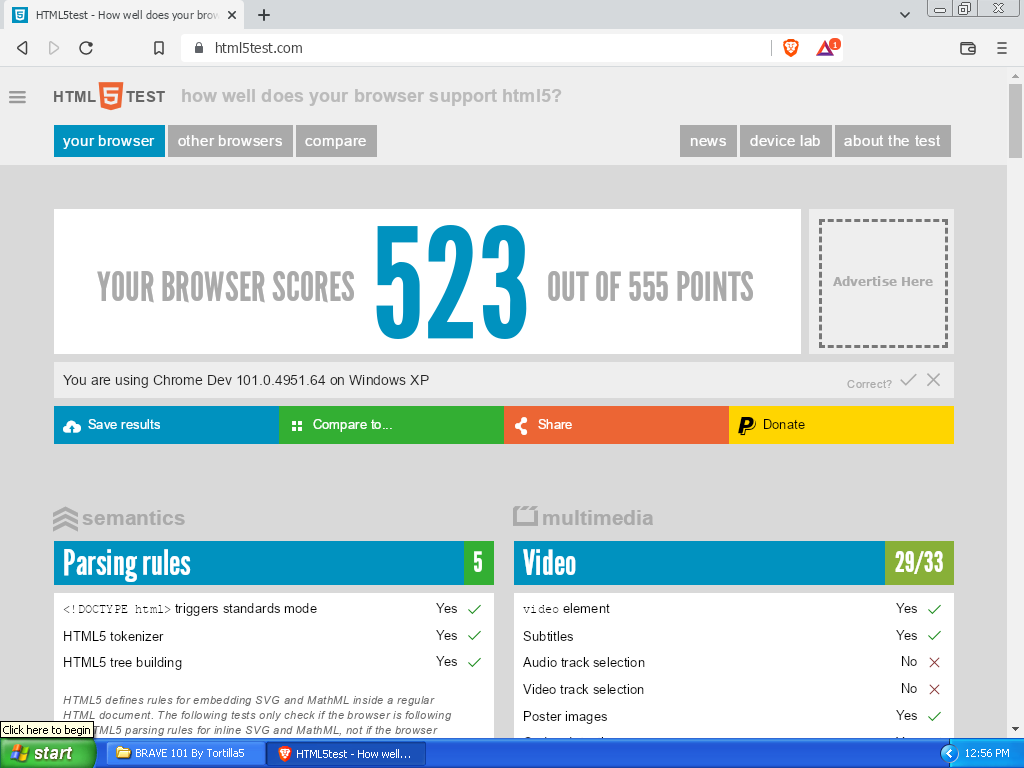 HTML5test - How well does your brow
html5test.com
1
HTML 5 TEST how well does your browser support html5?
your browser other browsers compare news device lab about the test
YOUR BROWSER SCORES 523 OUT OF 555 POINTS
Advertise Here
You are using Chrome Dev 101.0.4951.64 on Windows XP Correct?
Save results Compare to... Share Donate
semantics
Parsing rules 5
<!DOCTYPE html> triggers standards mode Yes
HTML5 tokenizer Yes
HTML5 tree building Yes
HTML5 defines rules for embedding SVG and MathML inside a regular
HTML document. The following tests only check if the browser is following
HTML5 parsing rules for inline SVG and MathML, not if the browser
multimedia
Video 29/33
video element Yes
Subtitles Yes
Audio track selection No
Video track selection No
Poster images Yes
Click here to begin
start BRAVE 101 By Tortilla5 HTML5test - How well... 12:56 PM